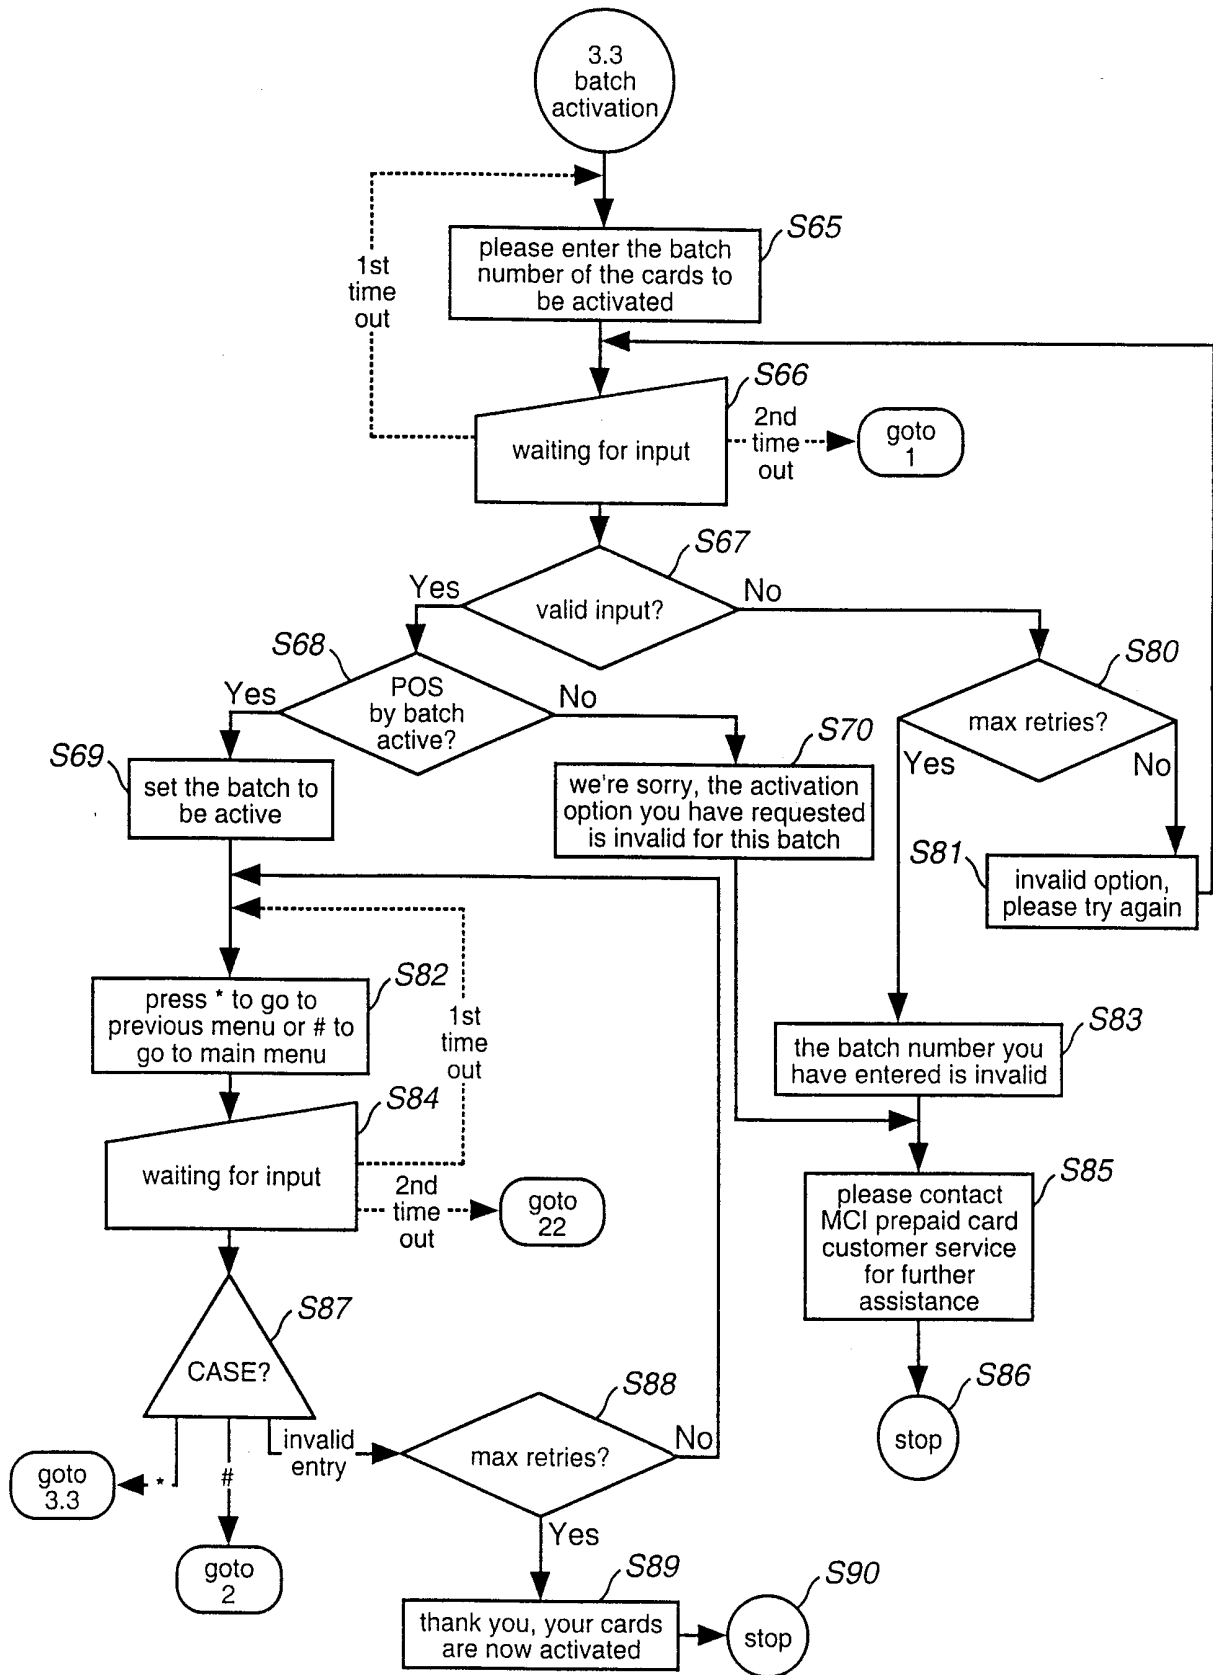 3.3
batch
activation
S65
please enter the batch
number of the cards to
be activated
1st
time
out
S66
waiting for input
2nd
time
out
goto
1
S67
valid input?
Yes
No
S68
POS
by batch
active?
Yes
No
S80
max retries?
Yes
No
S69
set the batch to
be active
S70
we're sorry, the activation
option you have requested
is invalid for this batch
S81
invalid option,
please try again
S82
press * to go to
previous menu or # to
go to main menu
1st
time
out
S83
the batch number you
have entered is invalid
S84
waiting for input
2nd
time
out
goto
22
S85
please contact
MCI prepaid card
customer service
for further
assistance
S87
CASE?
S86
stop
S88
max retries?
No
invalid
entry
*
goto
3.3
#
goto
2
Yes
S89
thank you, your cards
are now activated
S90
stop